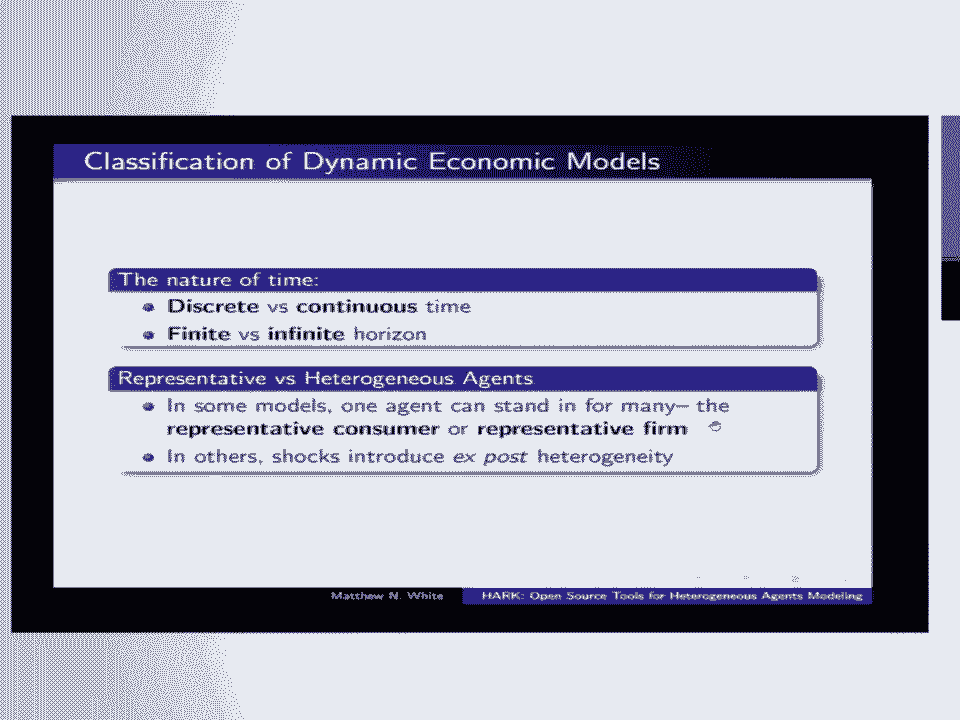 Classification of Dynamic Economic Models
The nature of time:
Discrete vs continuous time
Finite vs infinite horizon
Representative vs Heterogeneous Agents
In some models, one agent can stand in for many– the
representative consumer or representative firm
In others, shocks introduce ex post heterogeneity
Matthew N. White
HARK: Open Source Tools for Heterogeneous Agents Modeling